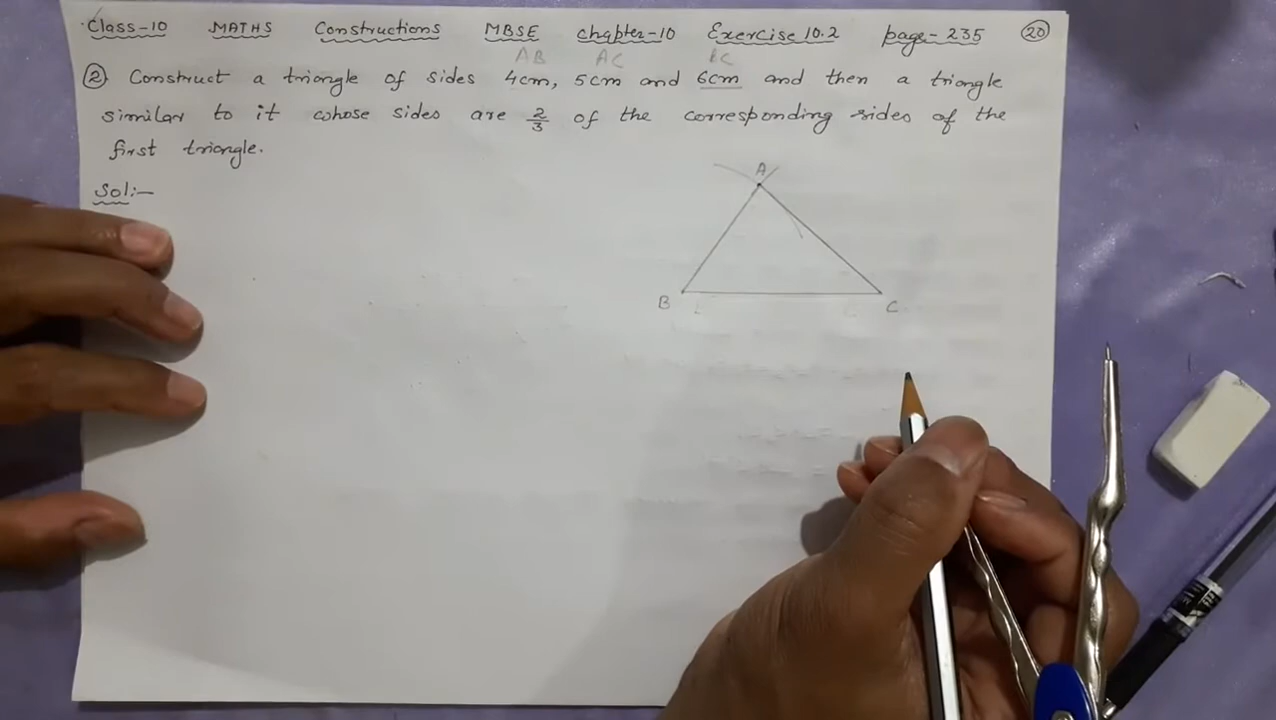 Class-10 MATHS Constructions MBSE chapter-10 Exercise 10.2 page-235 20
AB AC BC
2 Construct a triangle of sides 4cm, 5cm and 6cm and then a triangle
similar to it whose sides are 2/3 of the corresponding sides of the
first triangle.
Sol:-
A
B C